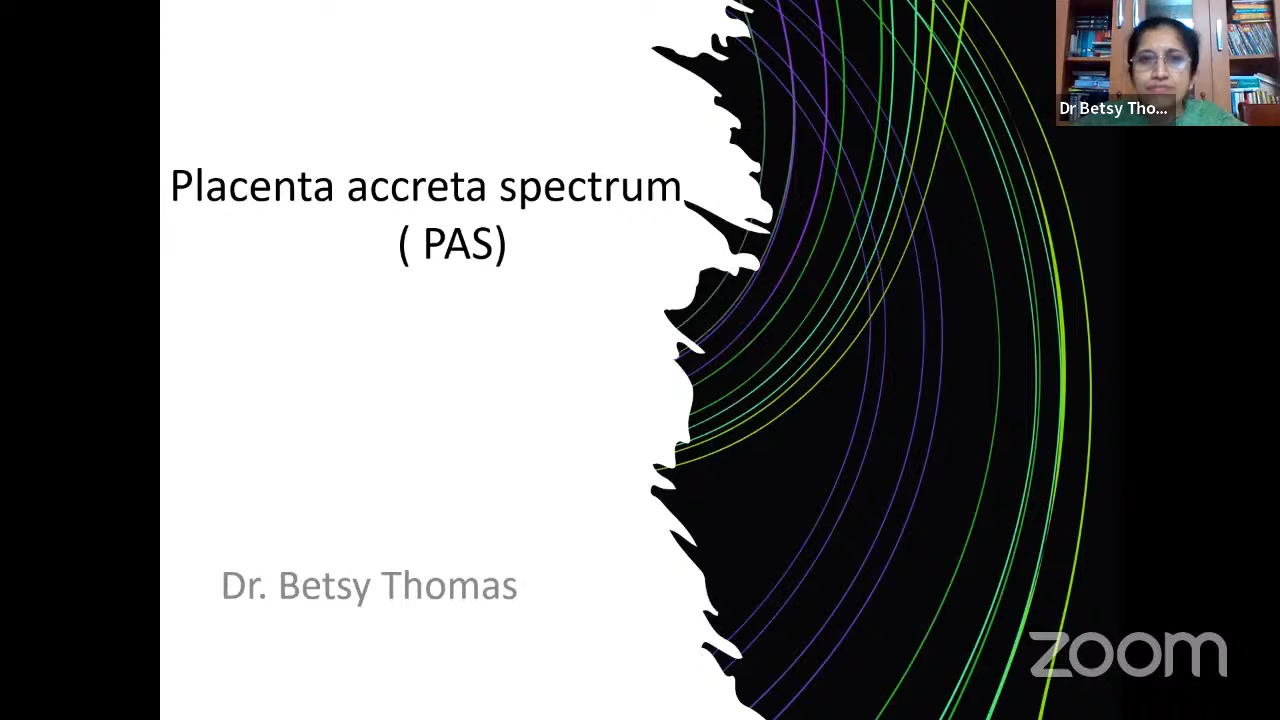 Placenta accreta spectrum
( PAS)
Dr. Betsy Thomas
Dr Betsy Tho...
zoom